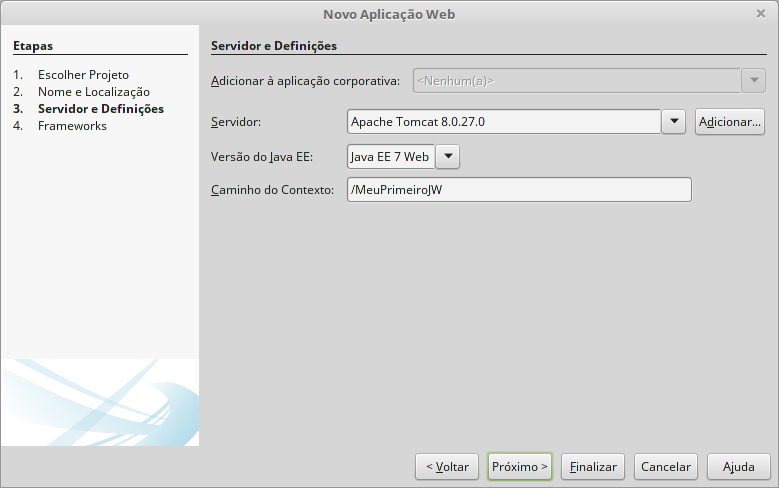 Novo Aplicação Web
Etapas
1. Escolher Projeto
2. Nome e Localização
3. Servidor e Definições
4. Frameworks
Servidor e Definições
Adicionar à aplicação corporativa: <Nenhum(a)>
Servidor: Apache Tomcat 8.0.27.0 Adicionar...
Versão do Java EE: Java EE 7 Web
Caminho do Contexto: /MeuPrimeiroJW
< Voltar Próximo > Finalizar Cancelar Ajuda